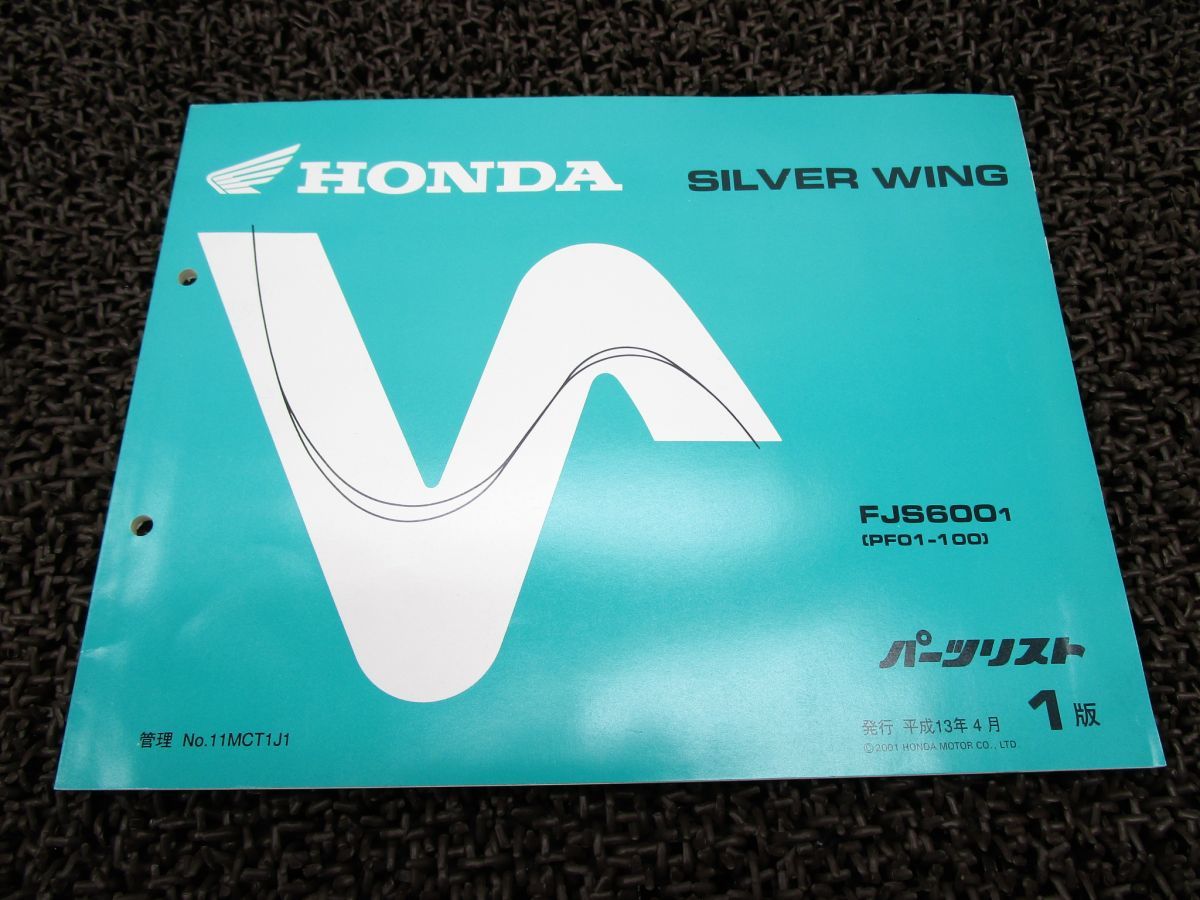 HONDA
SILVER WING
FJS6001
(PF01-100)
パーツリスト
1版
発行 平成13年4月
©2001 HONDA MOTOR CO., LTD.
管理 No.11MCT1J1